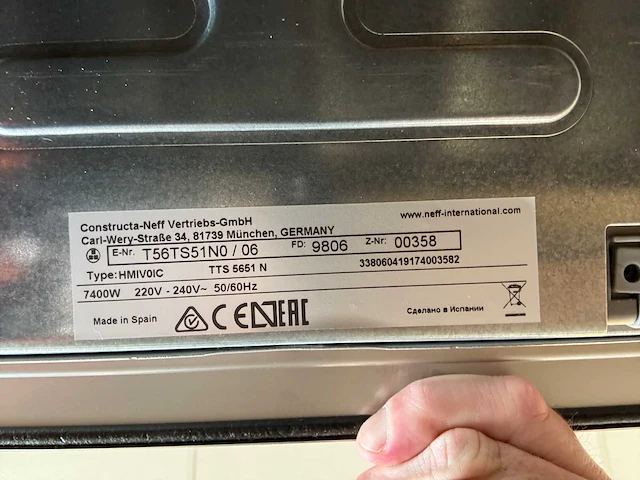 Constructa-Neff Vertriebs-GmbH
www.neff-international.com
Carl-Wery-Straße 34, 81739 München, GERMANY
E-Nr. T56TS51N0 / 06 FD: 9806 Z-Nr: 00358
Type: HMIV0IC TTS 5651 N 338060419174003582
7400W 220V - 240V~ 50/60Hz
Made in Spain CE EAC Сделано в Испании